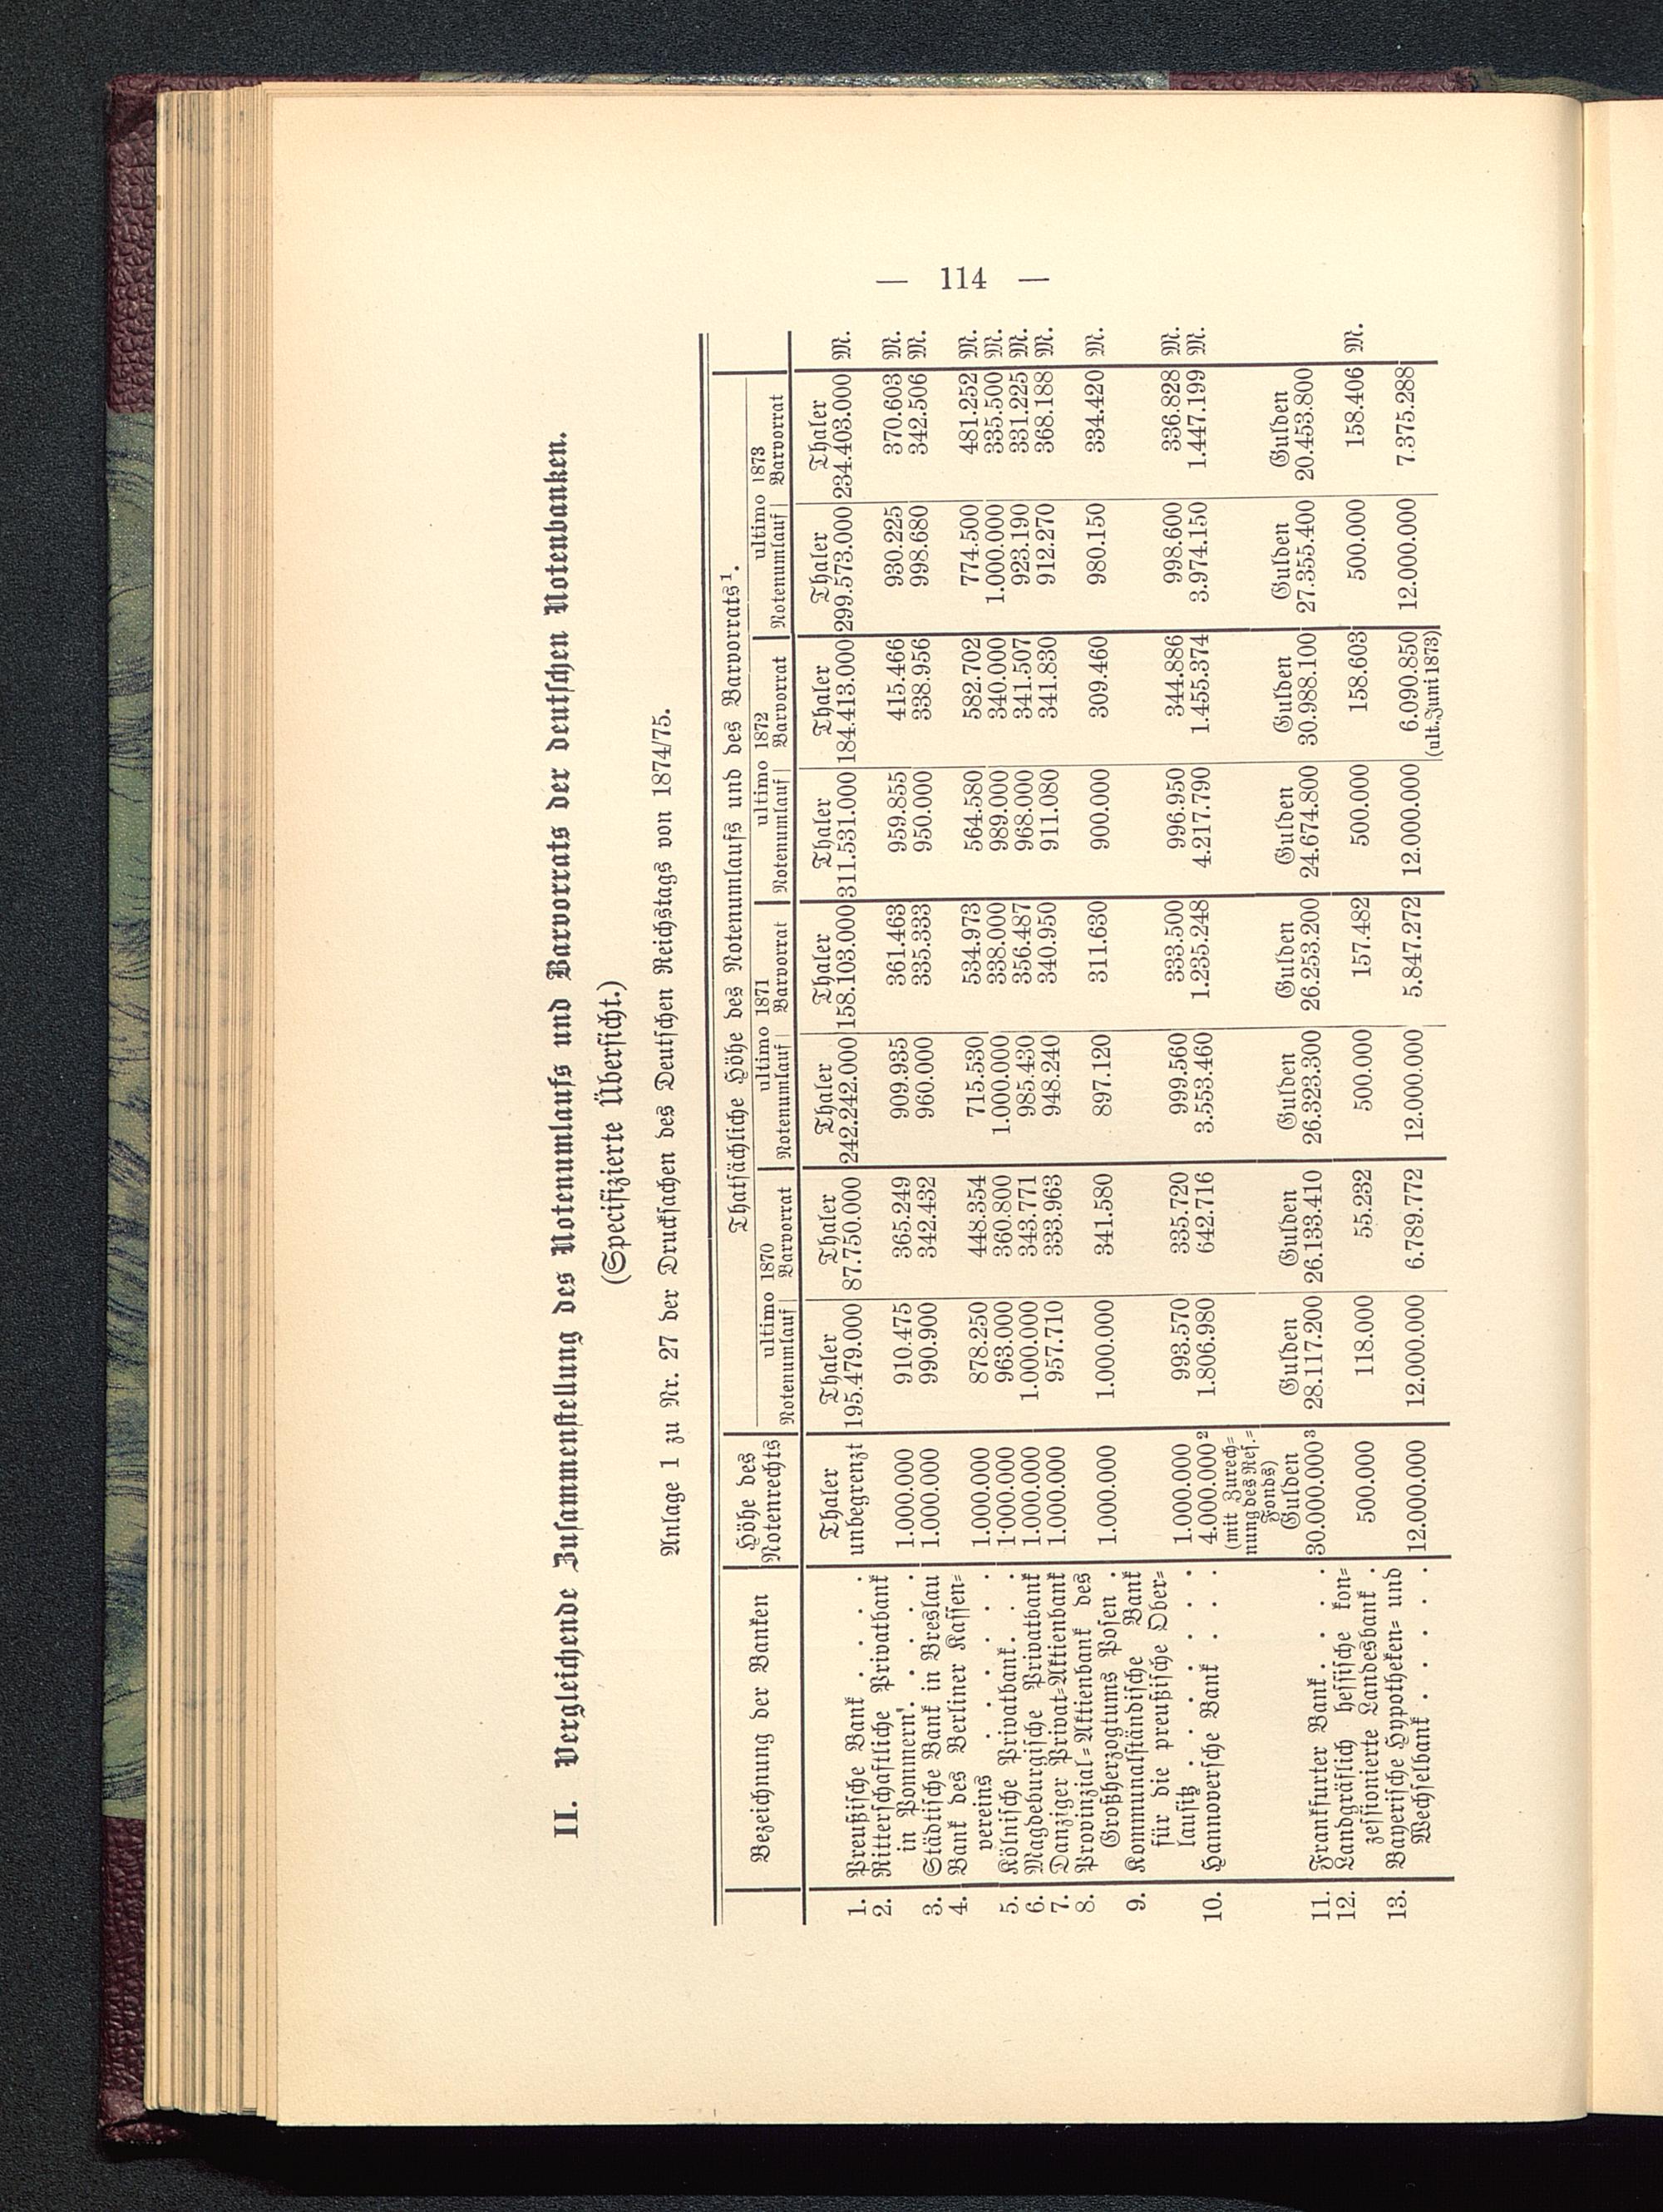 — 114 —
II. Vergleichende Zusammenstellung des Notenumlaufs und Barvorrats der deutschen Notenbanken.
(Specifizierte Übersicht.)
Anlage 1 zu Nr. 27 der Drucksachen des Deutschen Reichstags von 1874/75.
Bezeichnung der Banken | Höhe des Notenrechts | Thatsächliche Höhe des Notenumlaufs und des Barvorrats¹.
ultimo 1870 | ultimo 1871 | ultimo 1872 | ultimo 1873
Notenumlauf | Barvorrat | Notenumlauf | Barvorrat | Notenumlauf | Barvorrat | Notenumlauf | Barvorrat
Thaler Thaler Thaler Thaler Thaler Thaler Thaler Thaler Thaler
1. Preußische Bank . . . . unbegrenzt 195.479.000 87.750.000 242.242.000 158.103.000 311.531.000 184.413.000 299.573.000 234.403.000 M.
2. Ritterschaftliche Privatbank
in Pommern . . . . 1.000.000 910.475 365.249 909.935 361.463 959.855 415.466 930.225 370.603 M.
3. Städtische Bank in Breslau 1.000.000 990.900 342.432 960.000 335.333 950.000 338.956 998.680 342.506 M.
4. Bank des Berliner Kassen=
vereins . . . . . 1.000.000 878.250 448.354 715.530 534.973 564.580 582.702 774.500 481.252 M.
5. Kölnische Privatbank. . . 1.000.000 963.000 360.800 1.000.000 338.000 989.000 340.000 1.000.000 335.500 M.
6. Magdeburgische Privatbank 1.000.000 1.000.000 343.771 985.430 356.487 968.000 341.507 923.190 331.225 M.
7. Danziger Privat=Aktienbank 1.000.000 957.710 333.963 948.240 340.950 911.080 341.830 912.270 368.188 M.
8. Provinzial=Aktienbank des
Großherzogtums Posen . 1.000.000 1.000.000 341.580 897.120 311.630 900.000 309.460 980.150 334.420 M.
9. Kommunalständische Bank
für die preußische Ober=
lausitz . . . . . 1.000.000 993.570 335.720 999.560 333.500 996.950 344.886 998.600 336.828 M.
10. Hannoversche Bank . . . 4.000.000² 1.806.980 642.716 3.553.460 1.235.248 4.217.790 1.455.374 3.974.150 1.447.199 M.
(mit Zurech=
nung des Res.=
Fonds)
Gulden Gulden Gulden Gulden Gulden Gulden Gulden Gulden Gulden
11. Frankfurter Bank . . . . 30.000.000³ 28.117.200 26.133.410 26.323.300 26.253.200 24.674.800 30.988.100 27.355.400 20.453.800
12. Landgräflich hessische kon=
zessionierte Landesbank . 500.000 118.000 55.232 500.000 157.482 500.000 158.603 500.000 158.406 M.
13. Bayerische Hypotheken= und
Wechselbank . . . . 12.000.000 12.000.000 6.789.772 12.000.000 5.847.272 12.000.000 6.090.850 12.000.000 7.375.288
(ult. Juni 1873)